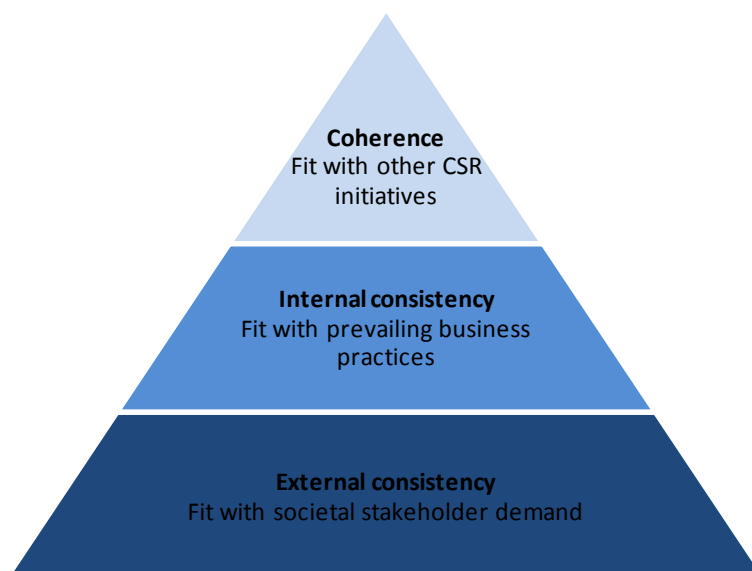 Coherence
Fit with other CSR
initiatives
Internal consistency
Fit with prevailing business
practices
External consistency
Fit with societal stakeholder demand